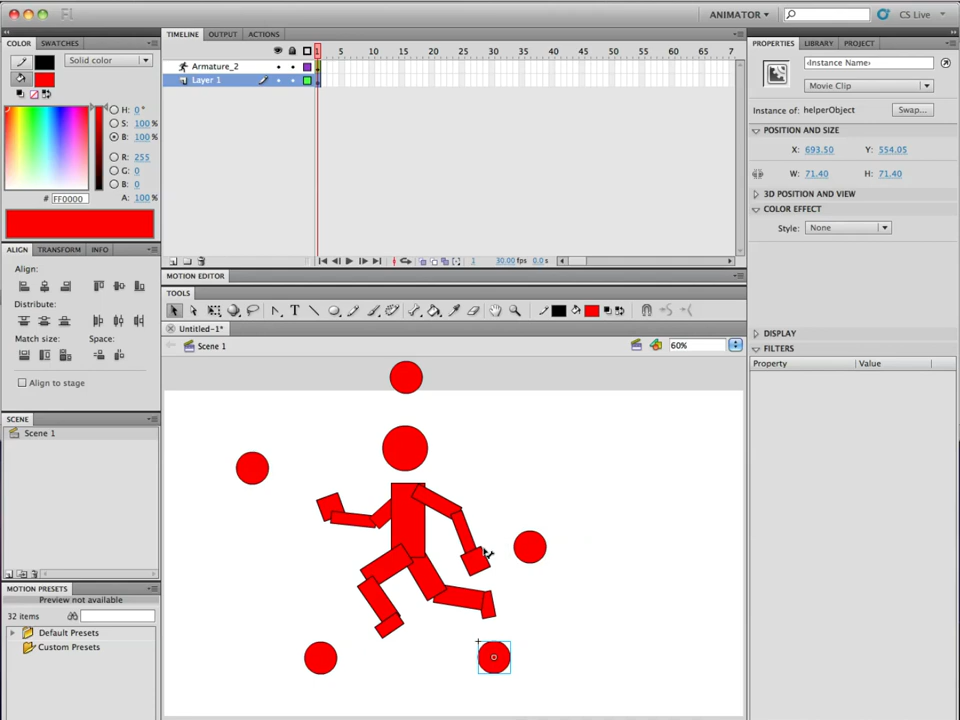 Fl
ANIMATOR
CS Live
COLOR
SWATCHES
Solid color
H: 0 °
S: 100 %
B: 100 %
R: 255
G: 0
B: 0
# FF0000
A: 100 %
ALIGN
TRANSFORM
INFO
Align:
Distribute:
Match size:
Space:
Align to stage
SCENE
Scene 1
MOTION PRESETS
Preview not available
32 items
Default Presets
Custom Presets
TIMELINE
OUTPUT
ACTIONS
1 5 10 15 20 25 30 35 40 45 50 55 60 65 7
Armature_2
Layer 1
1
30.00 fps
0.0 s
MOTION EDITOR
TOOLS
T
Untitled-1*
Scene 1
60%
PROPERTIES
LIBRARY
PROJECT
‹Instance Name›
Movie Clip
Instance of: helperObject
Swap...
POSITION AND SIZE
X: 693.50 Y: 554.05
W: 71.40 H: 71.40
3D POSITION AND VIEW
COLOR EFFECT
Style: None
DISPLAY
FILTERS
Property
Value